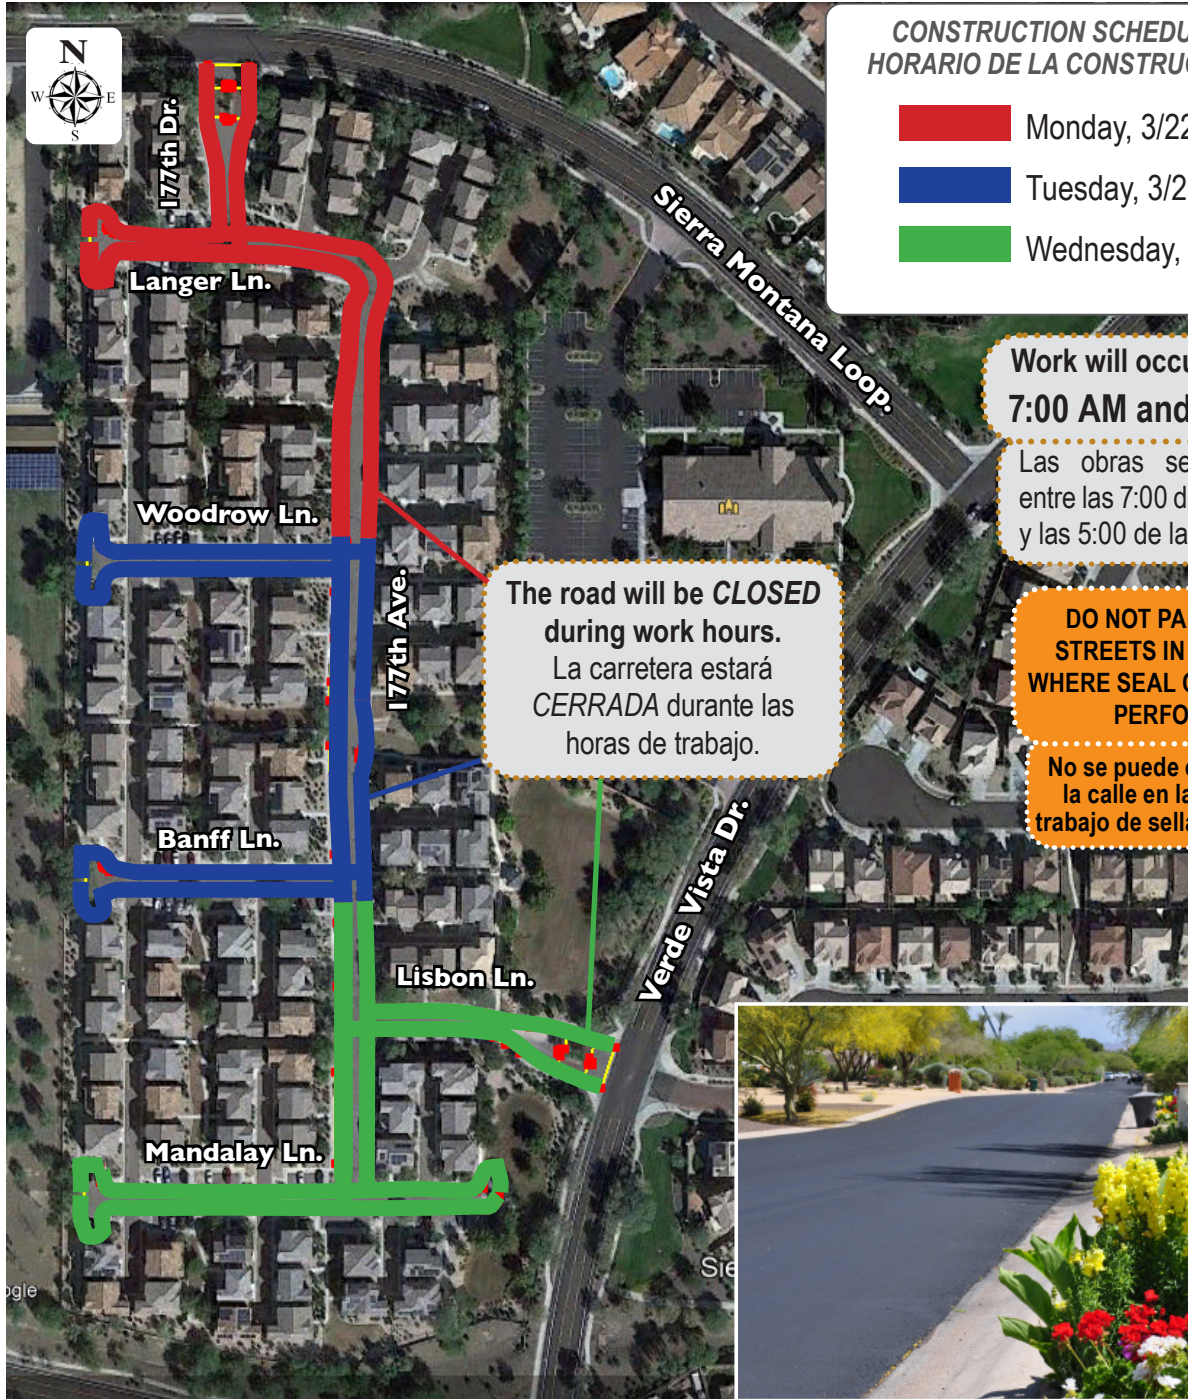 N
W E
S
CONSTRUCTION SCHEDU
HORARIO DE LA CONSTRUC
Monday, 3/22
Tuesday, 3/2
Wednesday,
177th Dr.
Langer Ln.
Sierra Montana Loop.
Work will occu
7:00 AM and
Las obras se
entre las 7:00 d
y las 5:00 de la
Woodrow Ln.
177th Ave.
The road will be CLOSED
during work hours.
La carretera estará
CERRADA durante las
horas de trabajo.
DO NOT PA
STREETS IN
WHERE SEAL C
PERFO
No se puede e
la calle en la
trabajo de sella
Banff Ln.
Verde Vista Dr.
Lisbon Ln.
Mandalay Ln.
Sie
ogle